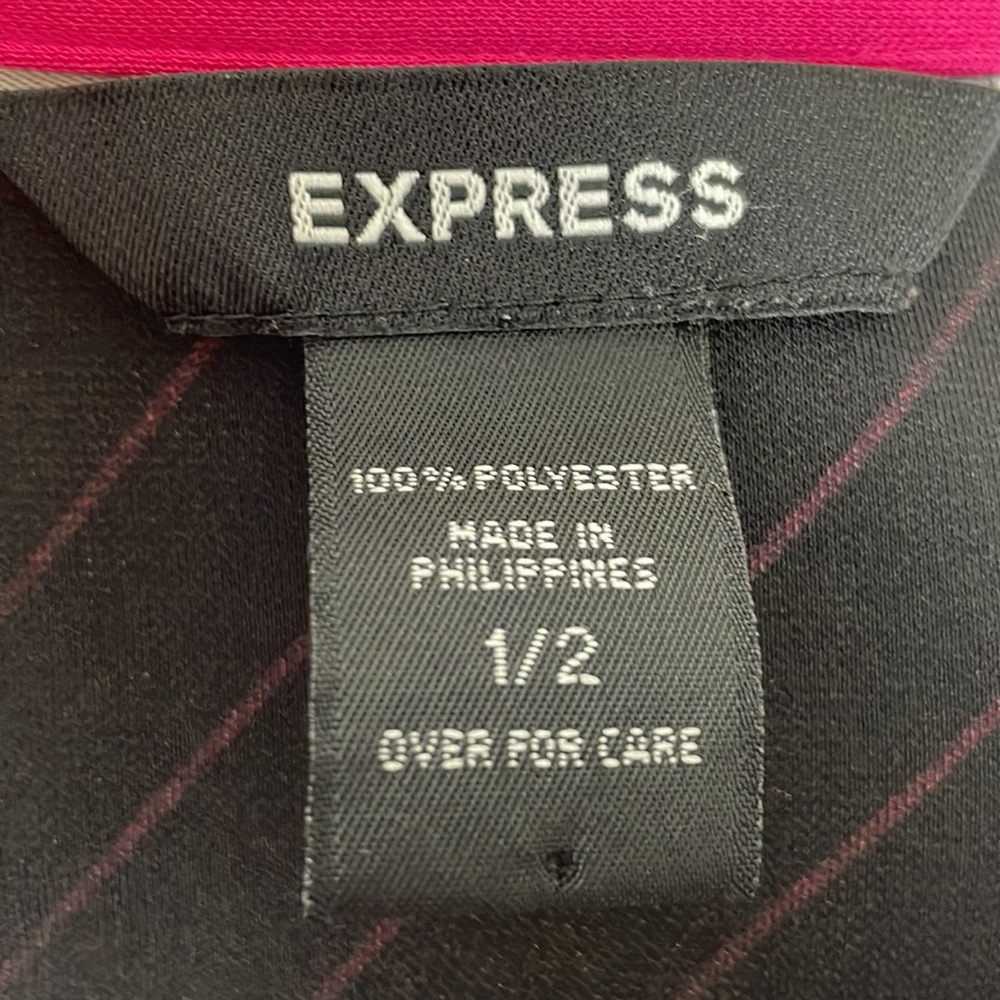 EXPRESS
100% POLYESTER
MADE IN
PHILIPPINES
1/2
OVER FOR CARE